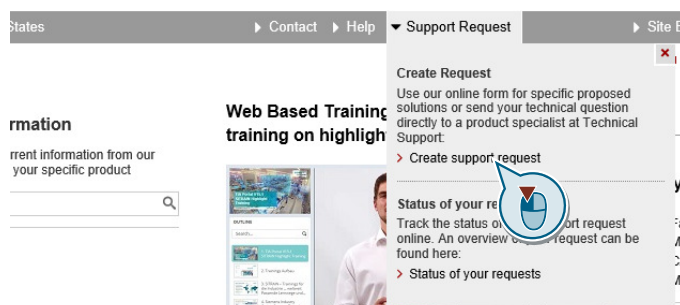 States
Contact
Help
Support Request
Site
Create Request
Use our online form for specific proposed
solutions or send your technical question
directly to a product specialist at Technical
Support:
Create support request
Status of your re
Track the status of ort request
online. An overview request can be
found here:
Status of your requests
rmation
rrent information from our
your specific product
Web Based Training
training on highligh
OUTLINE
Search...